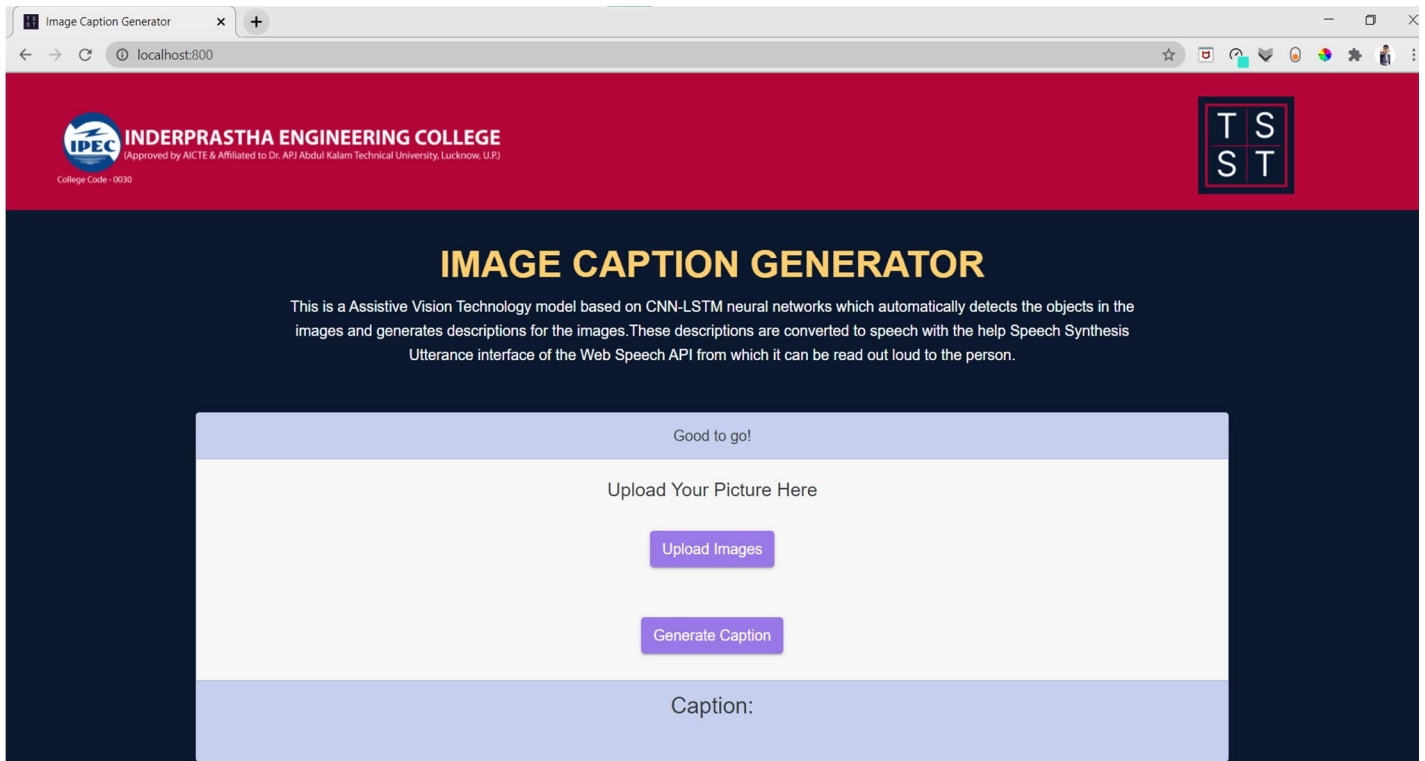 Image Caption Generator
localhost:800
IPEC
INDERPRASTHA ENGINEERING COLLEGE
(Approved by AICTE & Affiliated to Dr. APJ Abdul Kalam Technical University, Lucknow, U.P.)
College Code - 0030
T S
S T
IMAGE CAPTION GENERATOR
This is a Assistive Vision Technology model based on CNN-LSTM neural networks which automatically detects the objects in the
images and generates descriptions for the images.These descriptions are converted to speech with the help Speech Synthesis
Utterance interface of the Web Speech API from which it can be read out loud to the person.
Good to go!
Upload Your Picture Here
Upload Images
Generate Caption
Caption: